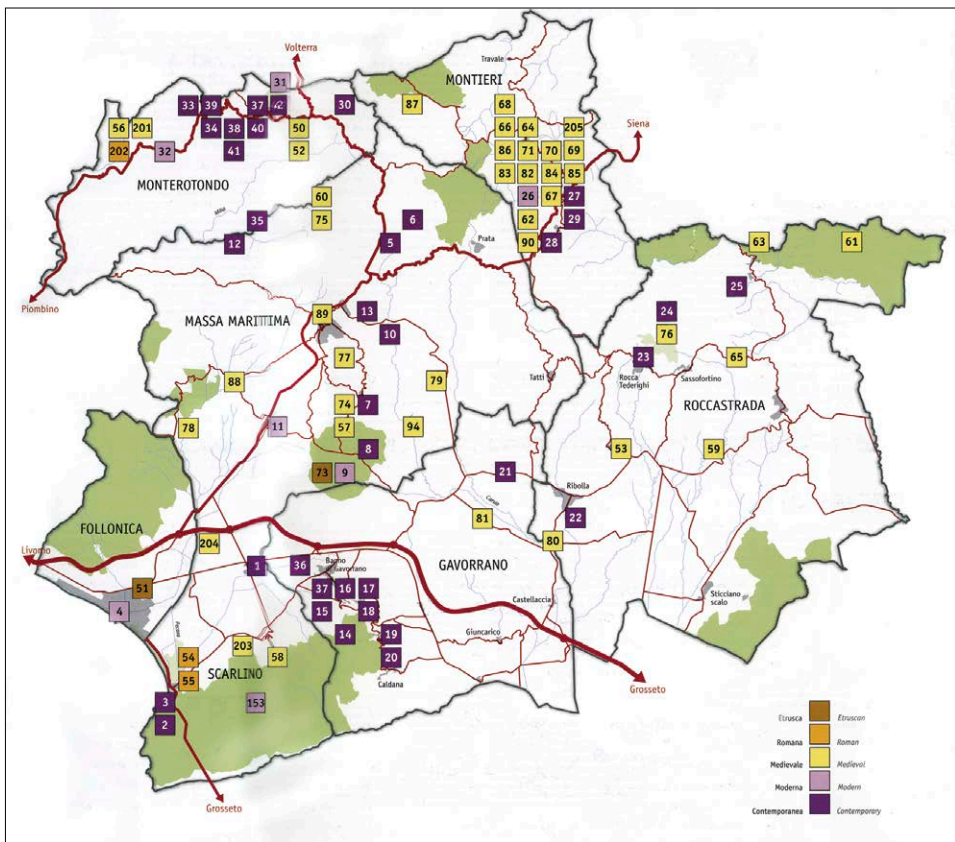 Volterra
Travale
31
MONTIERI
33 39 37 42 30 87 68
56 201 34 38 40 50 66 64 205
Siena
202 32 41 52 86 71 70 69
MONTEROTONDO
83 82 84 85
60 26 67 27
Milia
35 75 6 62 29
12 5 Prata 90 28 63 61
25
Piombino
MASSA MARITTIMA 89 13 24
10 76
77 23 65
88 79 Tatti Rocca
Tederighi Sassofortino
74 7 ROCCASTRADA
78 11 57 94
8 53 59
73 9 21
Ribolla
FOLLONICA
81 22
204 80
Livorno
1 36 Bagno
Gavorrano GAVORRANO
51 37 16 17
Sticciano
scalo
4 15 18 Castellaccia
Pecora
14 19 Giuncarico
203
54 58 20
SCARLINO
55 Caldana
Grosseto
3 153
2
Grosseto
Etrusca Etruscan
Romana Roman
Medievale Medieval
Moderna Modern
Contemporanea Contemporary